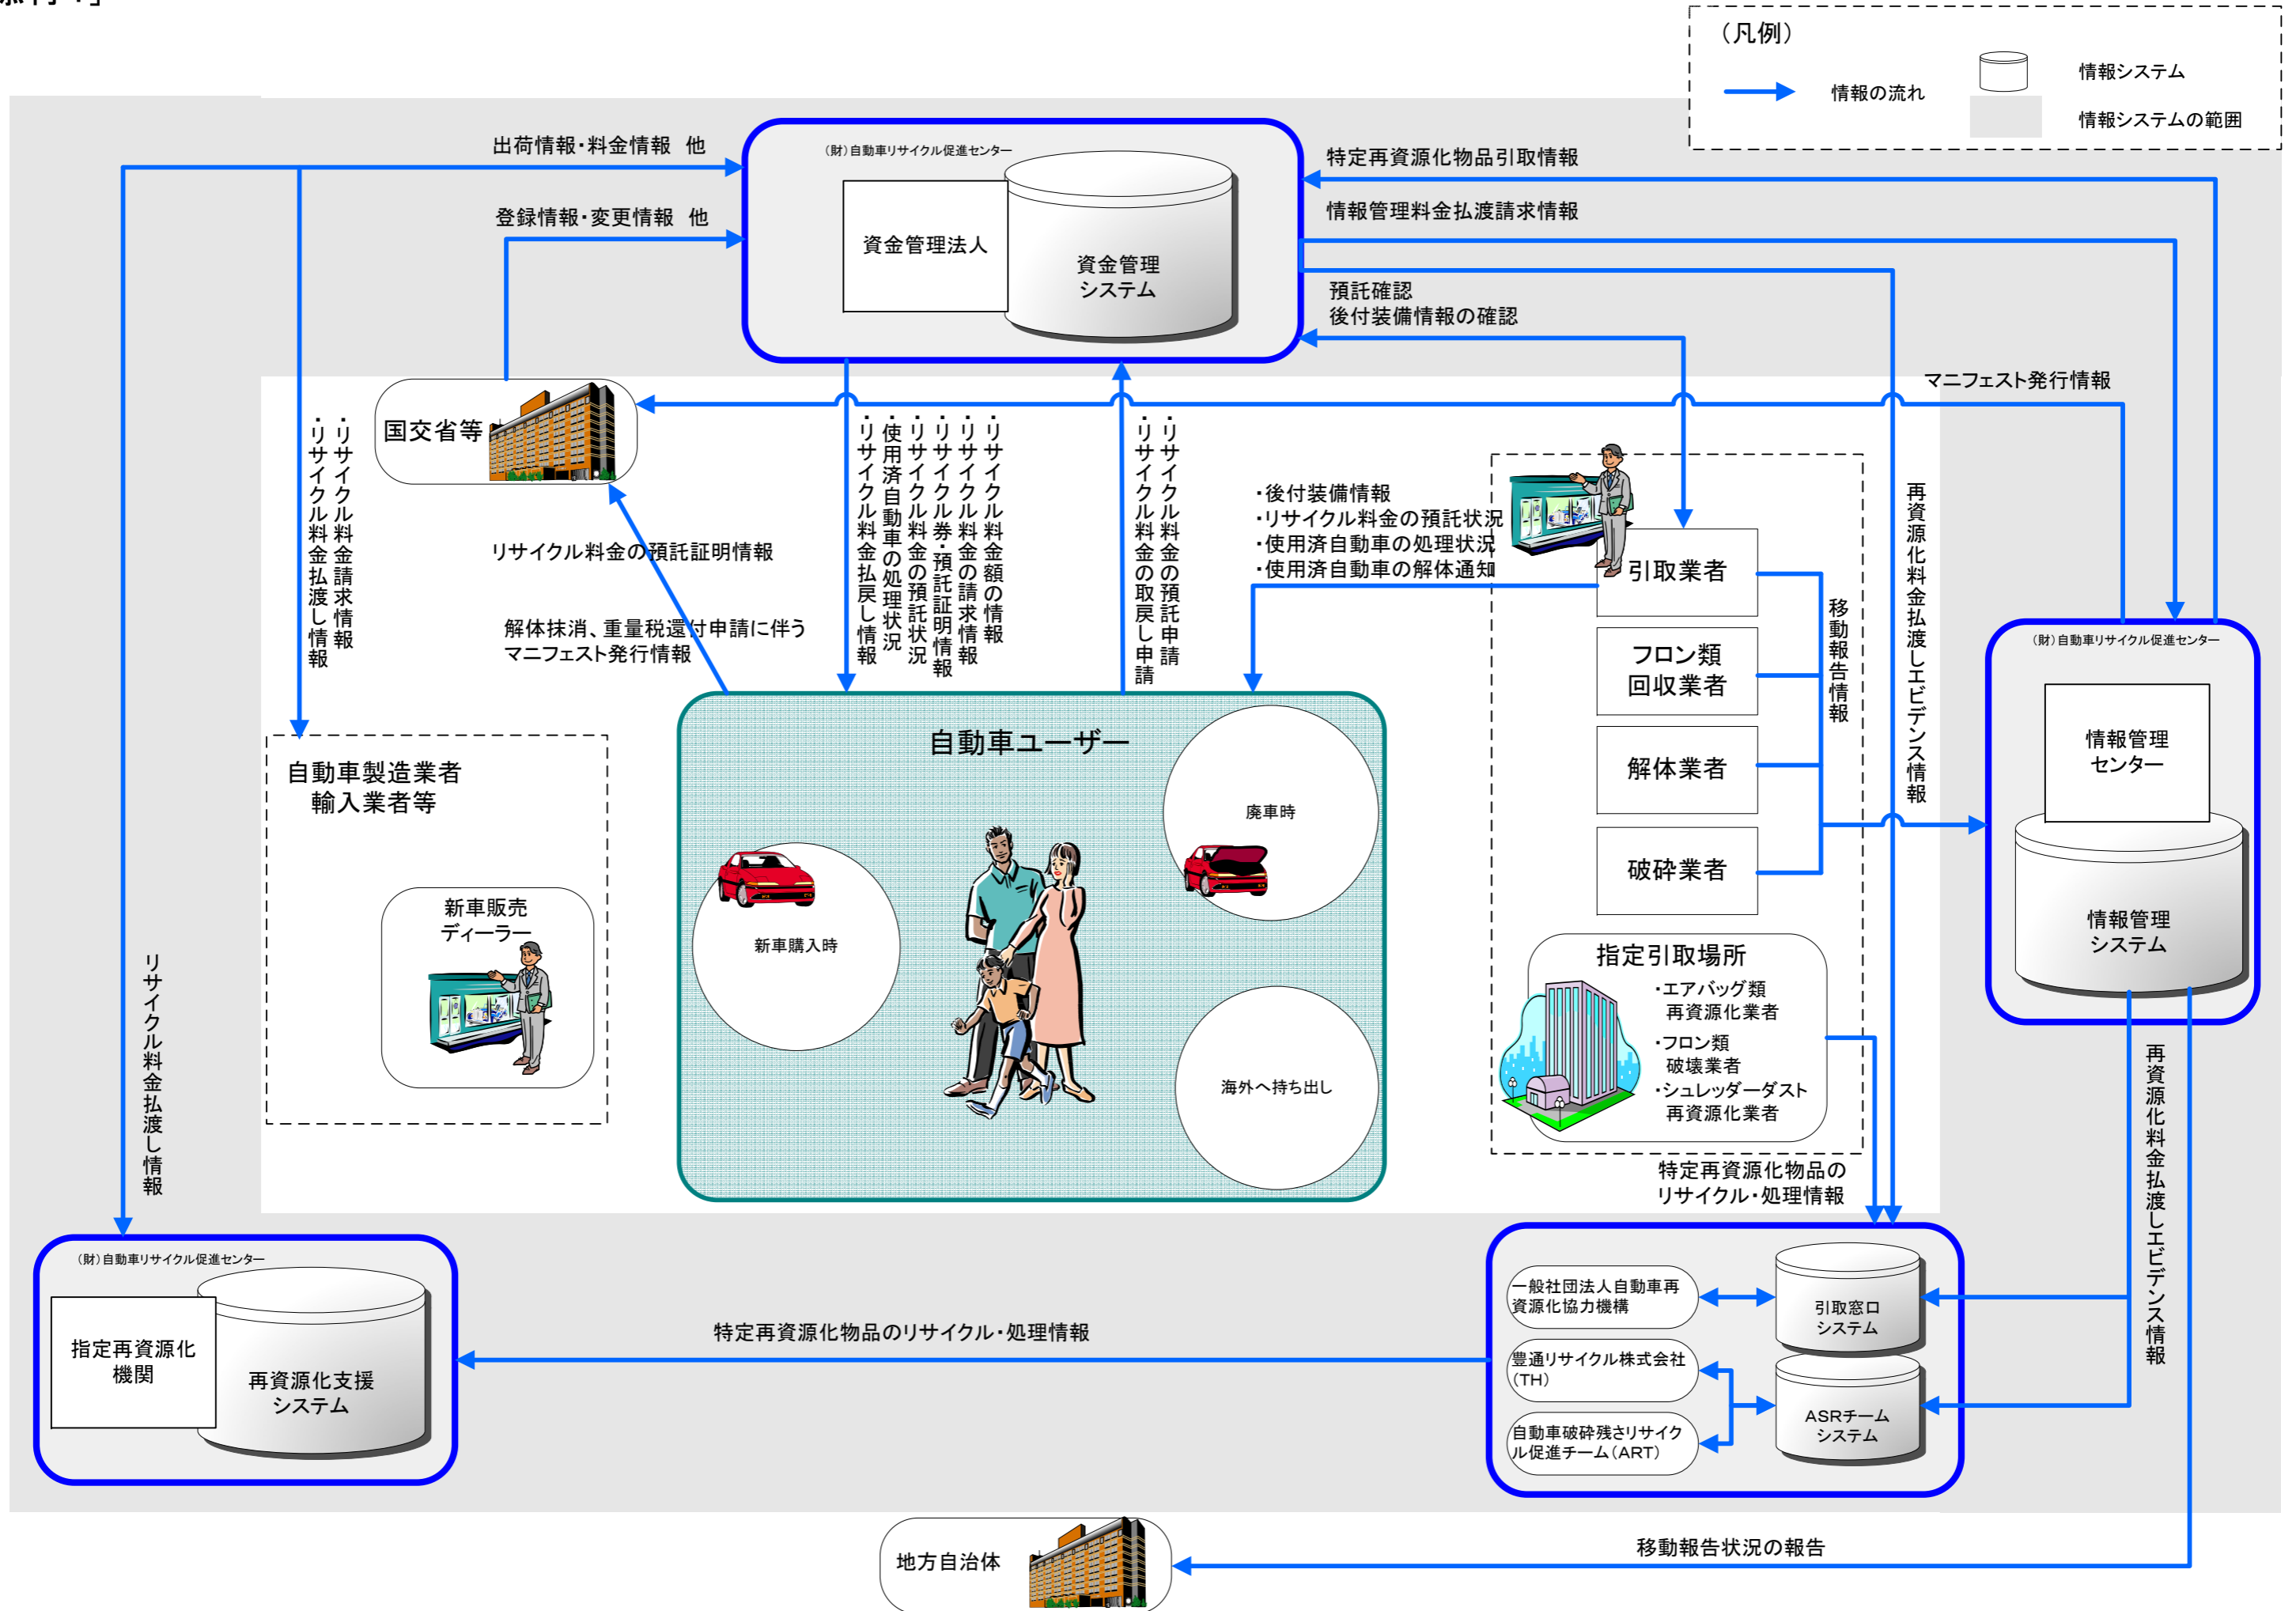 (凡例)
情報の流れ
情報システム
情報システムの範囲
出荷情報・料金情報 他
登録情報・変更情報 他
(財)自動車リサイクル促進センター
資金管理法人
資金管理
システム
特定再資源化物品引取情報
情報管理料金払渡請求情報
預託確認
後付装備情報の確認
マニフェスト発行情報
国交省等
・リサイクル料金請求情報
・リサイクル料金払渡し情報
・リサイクル料金額の情報
・リサイクル料金の請求情報
・リサイクル券・預託証明情報
・リサイクル料金の預託状況
・使用済自動車の処理状況
・リサイクル料金払戻し情報
・リサイクル料金の預託申請
・リサイクル料金の取戻し申請
・後付装備情報
・リサイクル料金の預託状況
・使用済自動車の処理状況
・使用済自動車の解体通知
リサイクル料金の預託証明情報
解体抹消、重量税還付申請に伴う
マニフェスト発行情報
引取業者
フロン類
回収業者
解体業者
破砕業者
移動報告情報
再資源化料金払渡しエビデンス情報
(財)自動車リサイクル促進センター
情報管理
センター
情報管理
システム
自動車製造業者
輸入業者等
新車販売
ディーラー
自動車ユーザー
廃車時
新車購入時
海外へ持ち出し
指定引取場所
・エアバッグ類
再資源化業者
・フロン類
破壊業者
・シュレッダーダスト
再資源化業者
特定再資源化物品の
リサイクル・処理情報
リサイクル料金払渡し情報
再資源化料金払渡しエビデンス情報
(財)自動車リサイクル促進センター
指定再資源化
機関
再資源化支援
システム
特定再資源化物品のリサイクル・処理情報
一般社団法人自動車再
資源化協力機構
豊通リサイクル株式会社
(TH)
自動車破砕残さリサイク
ル促進チーム(ART)
引取窓口
システム
ASRチーム
システム
地方自治体
移動報告状況の報告